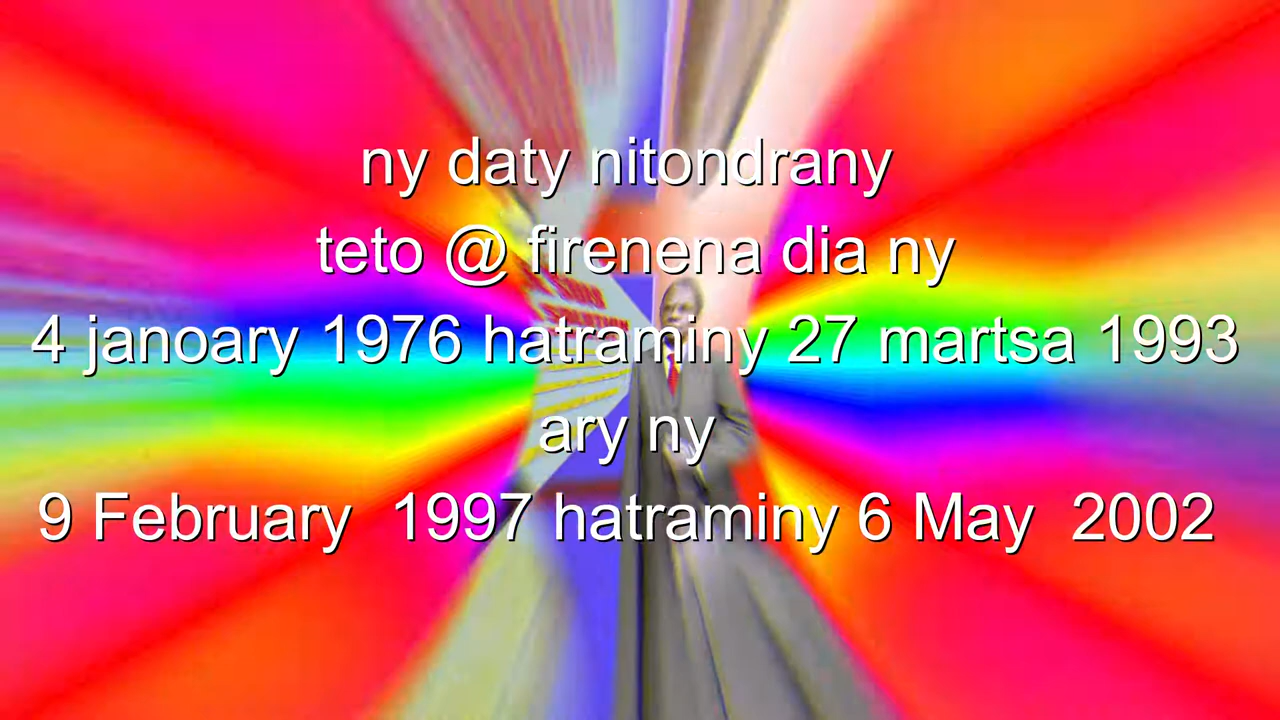 ny daty nitondrany
teto @ firenena dia ny
4 janoary 1976 hatraminy 27 martsa 1993
ary ny
9 February 1997 hatraminy 6 May 2002